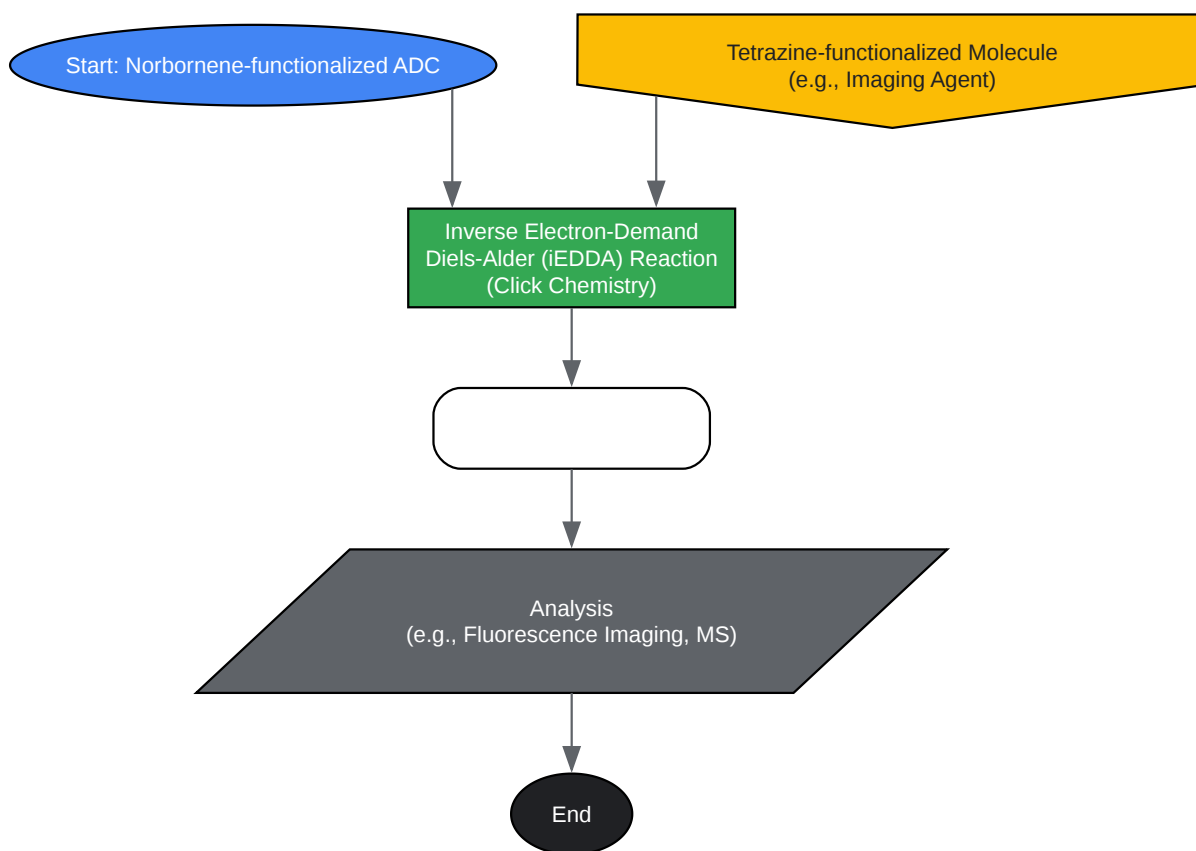 Start: Norbornene-functionalized ADC
Tetrazine-functionalized Molecule
(e.g., Imaging Agent)
Inverse Electron-Demand
Diels-Alder (iEDDA) Reaction
(Click Chemistry)
Analysis
(e.g., Fluorescence Imaging, MS)
End